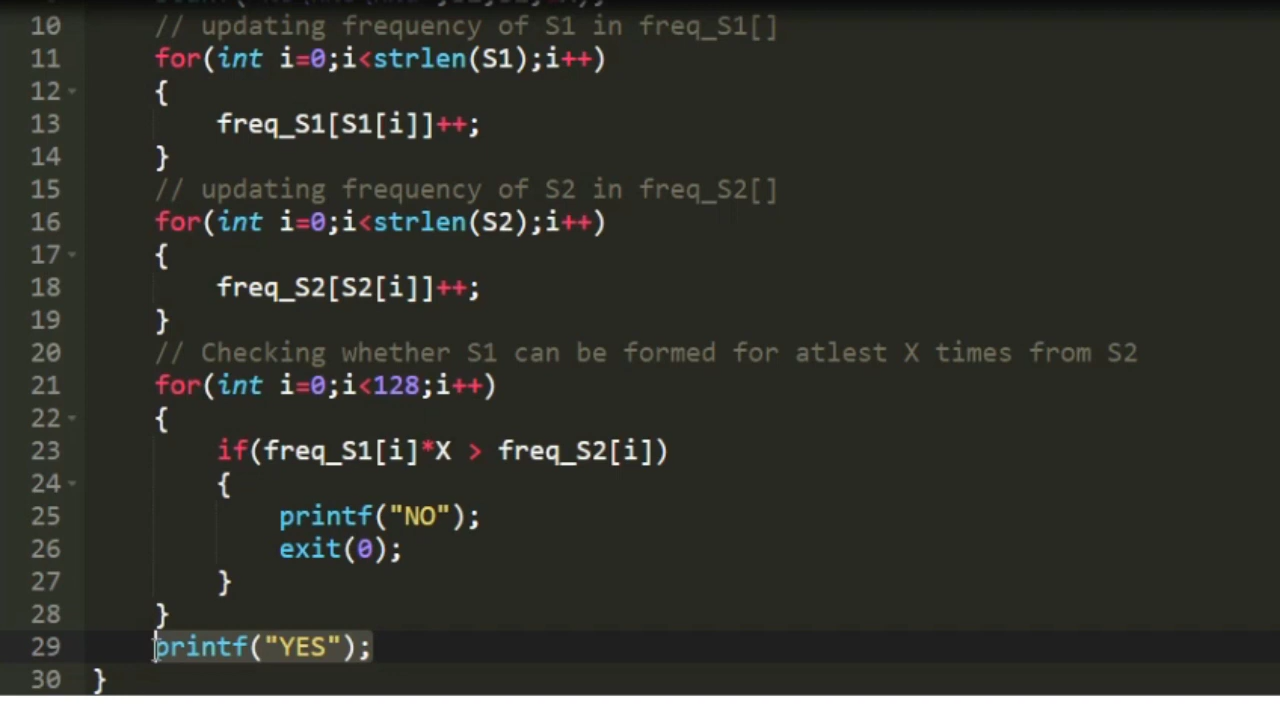 10 // updating frequency of S1 in freq_S1[]
11 for(int i=0;i<strlen(S1);i++)
12 {
13 freq_S1[S1[i]]++;
14 }
15 // updating frequency of S2 in freq_S2[]
16 for(int i=0;i<strlen(S2);i++)
17 {
18 freq_S2[S2[i]]++;
19 }
20 // Checking whether S1 can be formed for atlest X times from S2
21 for(int i=0;i<128;i++)
22 {
23 if(freq_S1[i]*X > freq_S2[i])
24 {
25 printf("NO");
26 exit(0);
27 }
28 }
29 printf("YES");
30 }